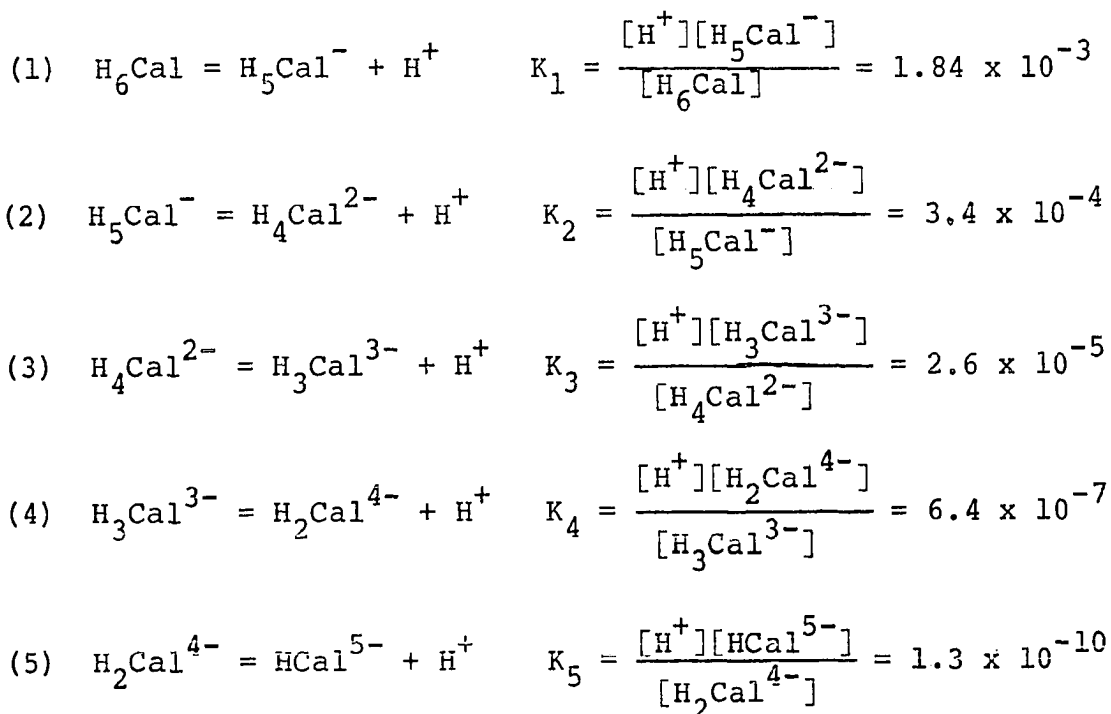 (1) H₆Cal = H₅Cal⁻ + H⁺ K₁ = [H⁺][H₅Cal⁻] / [H₆Cal] = 1.84 x 10⁻³
(2) H₅Cal⁻ = H₄Cal²⁻ + H⁺ K₂ = [H⁺][H₄Cal²⁻] / [H₅Cal⁻] = 3.4 x 10⁻⁴
(3) H₄Cal²⁻ = H₃Cal³⁻ + H⁺ K₃ = [H⁺][H₃Cal³⁻] / [H₄Cal²⁻] = 2.6 x 10⁻⁵
(4) H₃Cal³⁻ = H₂Cal⁴⁻ + H⁺ K₄ = [H⁺][H₂Cal⁴⁻] / [H₃Cal³⁻] = 6.4 x 10⁻⁷
(5) H₂Cal⁴⁻ = HCal⁵⁻ + H⁺ K₅ = [H⁺][HCal⁵⁻] / [H₂Cal⁴⁻] = 1.3 x 10⁻¹⁰